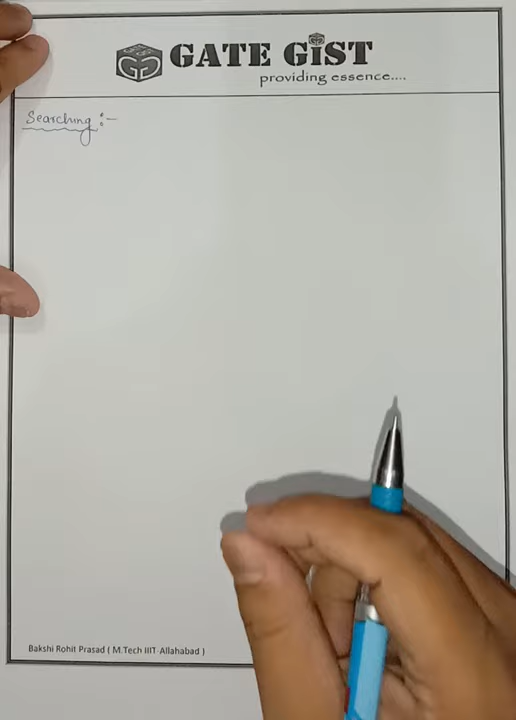 GATE GiST
providing essence....
Searching :-
Bakshi Rohit Prasad ( M.Tech IIIT Allahabad )